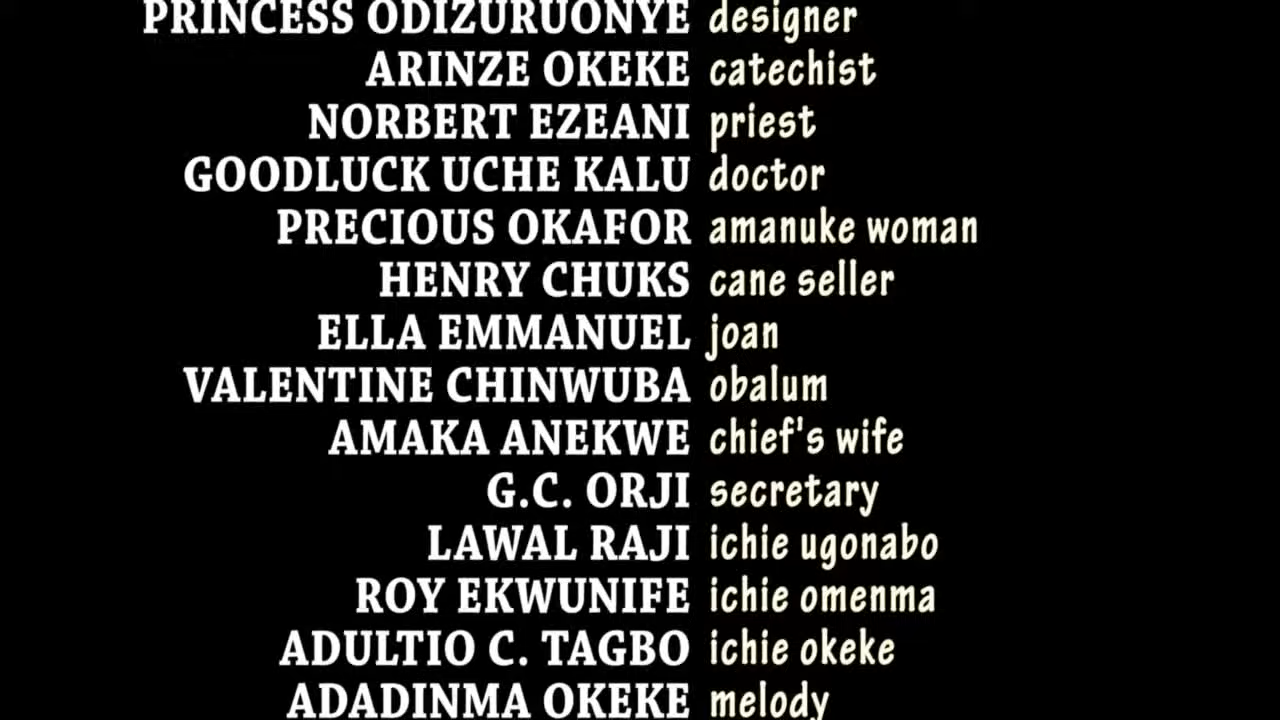 PRINCESS ODIZURUONYE designer
ARINZE OKEKE catechist
NORBERT EZEANI priest
GOODLUCK UCHE KALU doctor
PRECIOUS OKAFOR amanuke woman
HENRY CHUKS cane seller
ELLA EMMANUEL joan
VALENTINE CHINWUBA obalum
AMAKA ANEKWE chief's wife
G.C. ORJI secretary
LAWAL RAJI ichie ugonabo
ROY EKWUNIFE ichie omenma
ADULTIO C. TAGBO ichie okeke
ADADINMA OKEKE melody